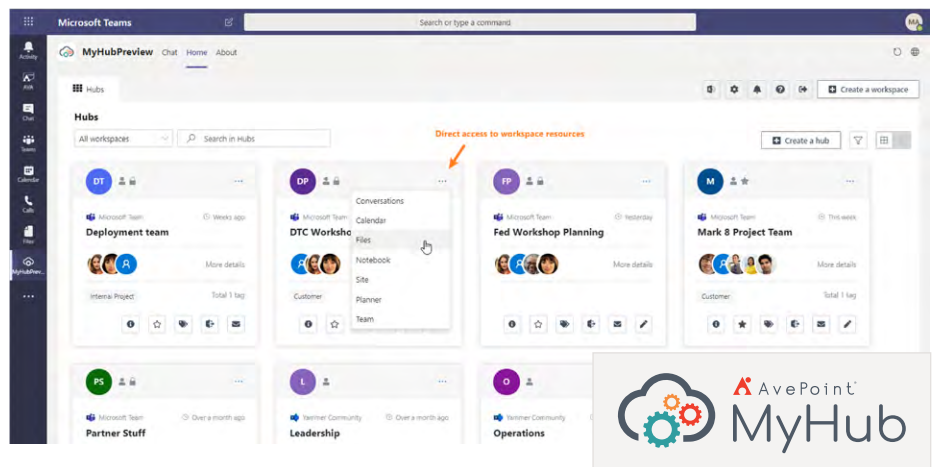 Microsoft Teams
Search or type a command
MA
Activity
MyHubPreview Chat Home About
AVA
Hubs
Create a workspace
Chat
Hubs
Teams
All workspaces
Search in Hubs
Direct access to workspace resources
Create a hub
Calendar
DT
DP
FP
M
Calls
Conversations
Microsoft Team Weeks ago
Microsoft Team
Microsoft Team Yesterday
Microsoft Team This week
Calendar
Files
Deployment team
DTC Worksho
Fed Workshop Planning
Mark 8 Project Team
Files
MyHubPrev...
Notebook
More details
More details
More details
Site
Internal Project Total 1 tag
Customer
Customer Total 1 tag
Planner
Team
PS
L
O
Microsoft Team Over a month ago
Yammer Community Over a month ago
Yammer Community
Partner Stuff
Leadership
Operations
AvePoint
MyHub